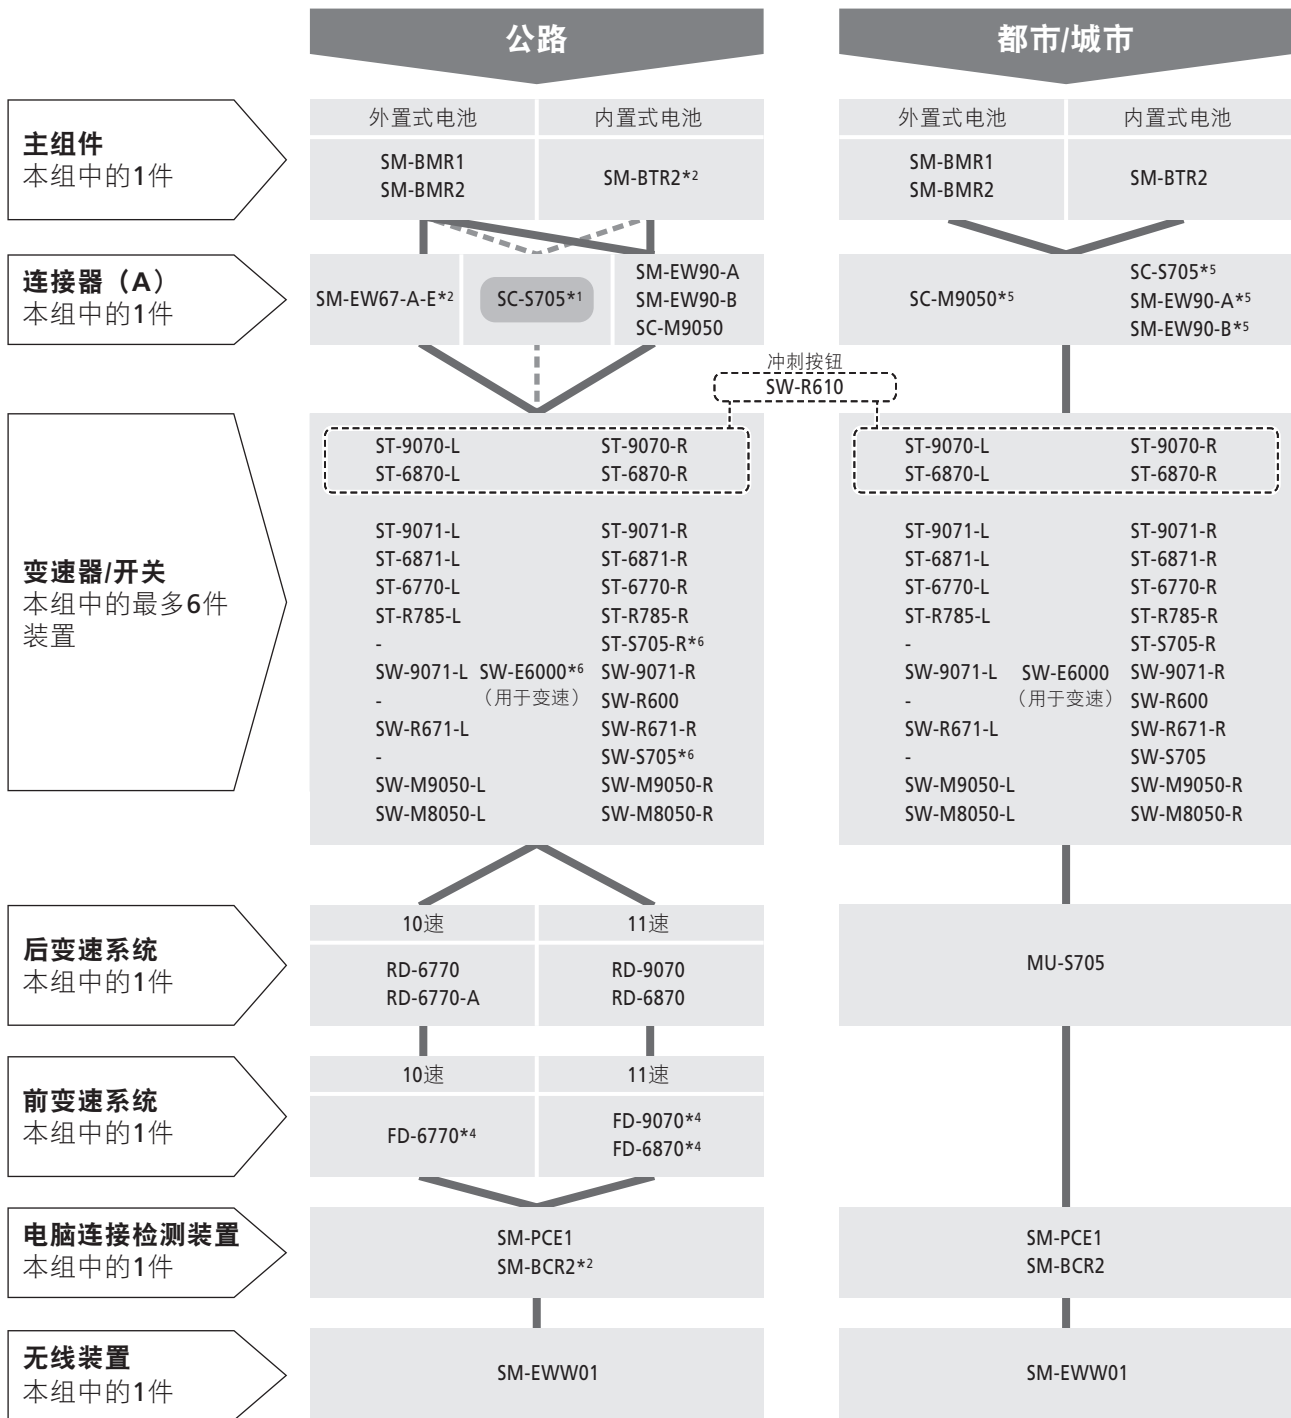 公路
都市/城市
主组件
本组中的1件
外置式电池
内置式电池
SM-BMR1
SM-BMR2
SM-BTR2*2
外置式电池
内置式电池
SM-BMR1
SM-BMR2
SM-BTR2
连接器（A）
本组中的1件
SM-EW67-A-E*2
SC-S705*1
SM-EW90-A
SM-EW90-B
SC-M9050
SC-M9050*5
SC-S705*5
SM-EW90-A*5
SM-EW90-B*5
冲刺按钮
SW-R610
变速器/开关
本组中的最多6件
装置
ST-9070-L ST-9070-R
ST-6870-L ST-6870-R
ST-9071-L ST-9071-R
ST-6871-L ST-6871-R
ST-6770-L ST-6770-R
ST-R785-L ST-R785-R
- ST-S705-R*6
SW-9071-L SW-E6000*6 SW-9071-R
- （用于变速） SW-R600
SW-R671-L SW-R671-R
- SW-S705*6
SW-M9050-L SW-M9050-R
SW-M8050-L SW-M8050-R
ST-9070-L ST-9070-R
ST-6870-L ST-6870-R
ST-9071-L ST-9071-R
ST-6871-L ST-6871-R
ST-6770-L ST-6770-R
ST-R785-L ST-R785-R
- ST-S705-R
SW-9071-L SW-E6000 SW-9071-R
- （用于变速） SW-R600
SW-R671-L SW-R671-R
- SW-S705
SW-M9050-L SW-M9050-R
SW-M8050-L SW-M8050-R
后变速系统
本组中的1件
10速
11速
RD-6770
RD-6770-A
RD-9070
RD-6870
MU-S705
前变速系统
本组中的1件
10速
11速
FD-6770*4
FD-9070*4
FD-6870*4
电脑连接检测装置
本组中的1件
SM-PCE1
SM-BCR2*2
SM-PCE1
SM-BCR2
无线装置
本组中的1件
SM-EWW01
SM-EWW01